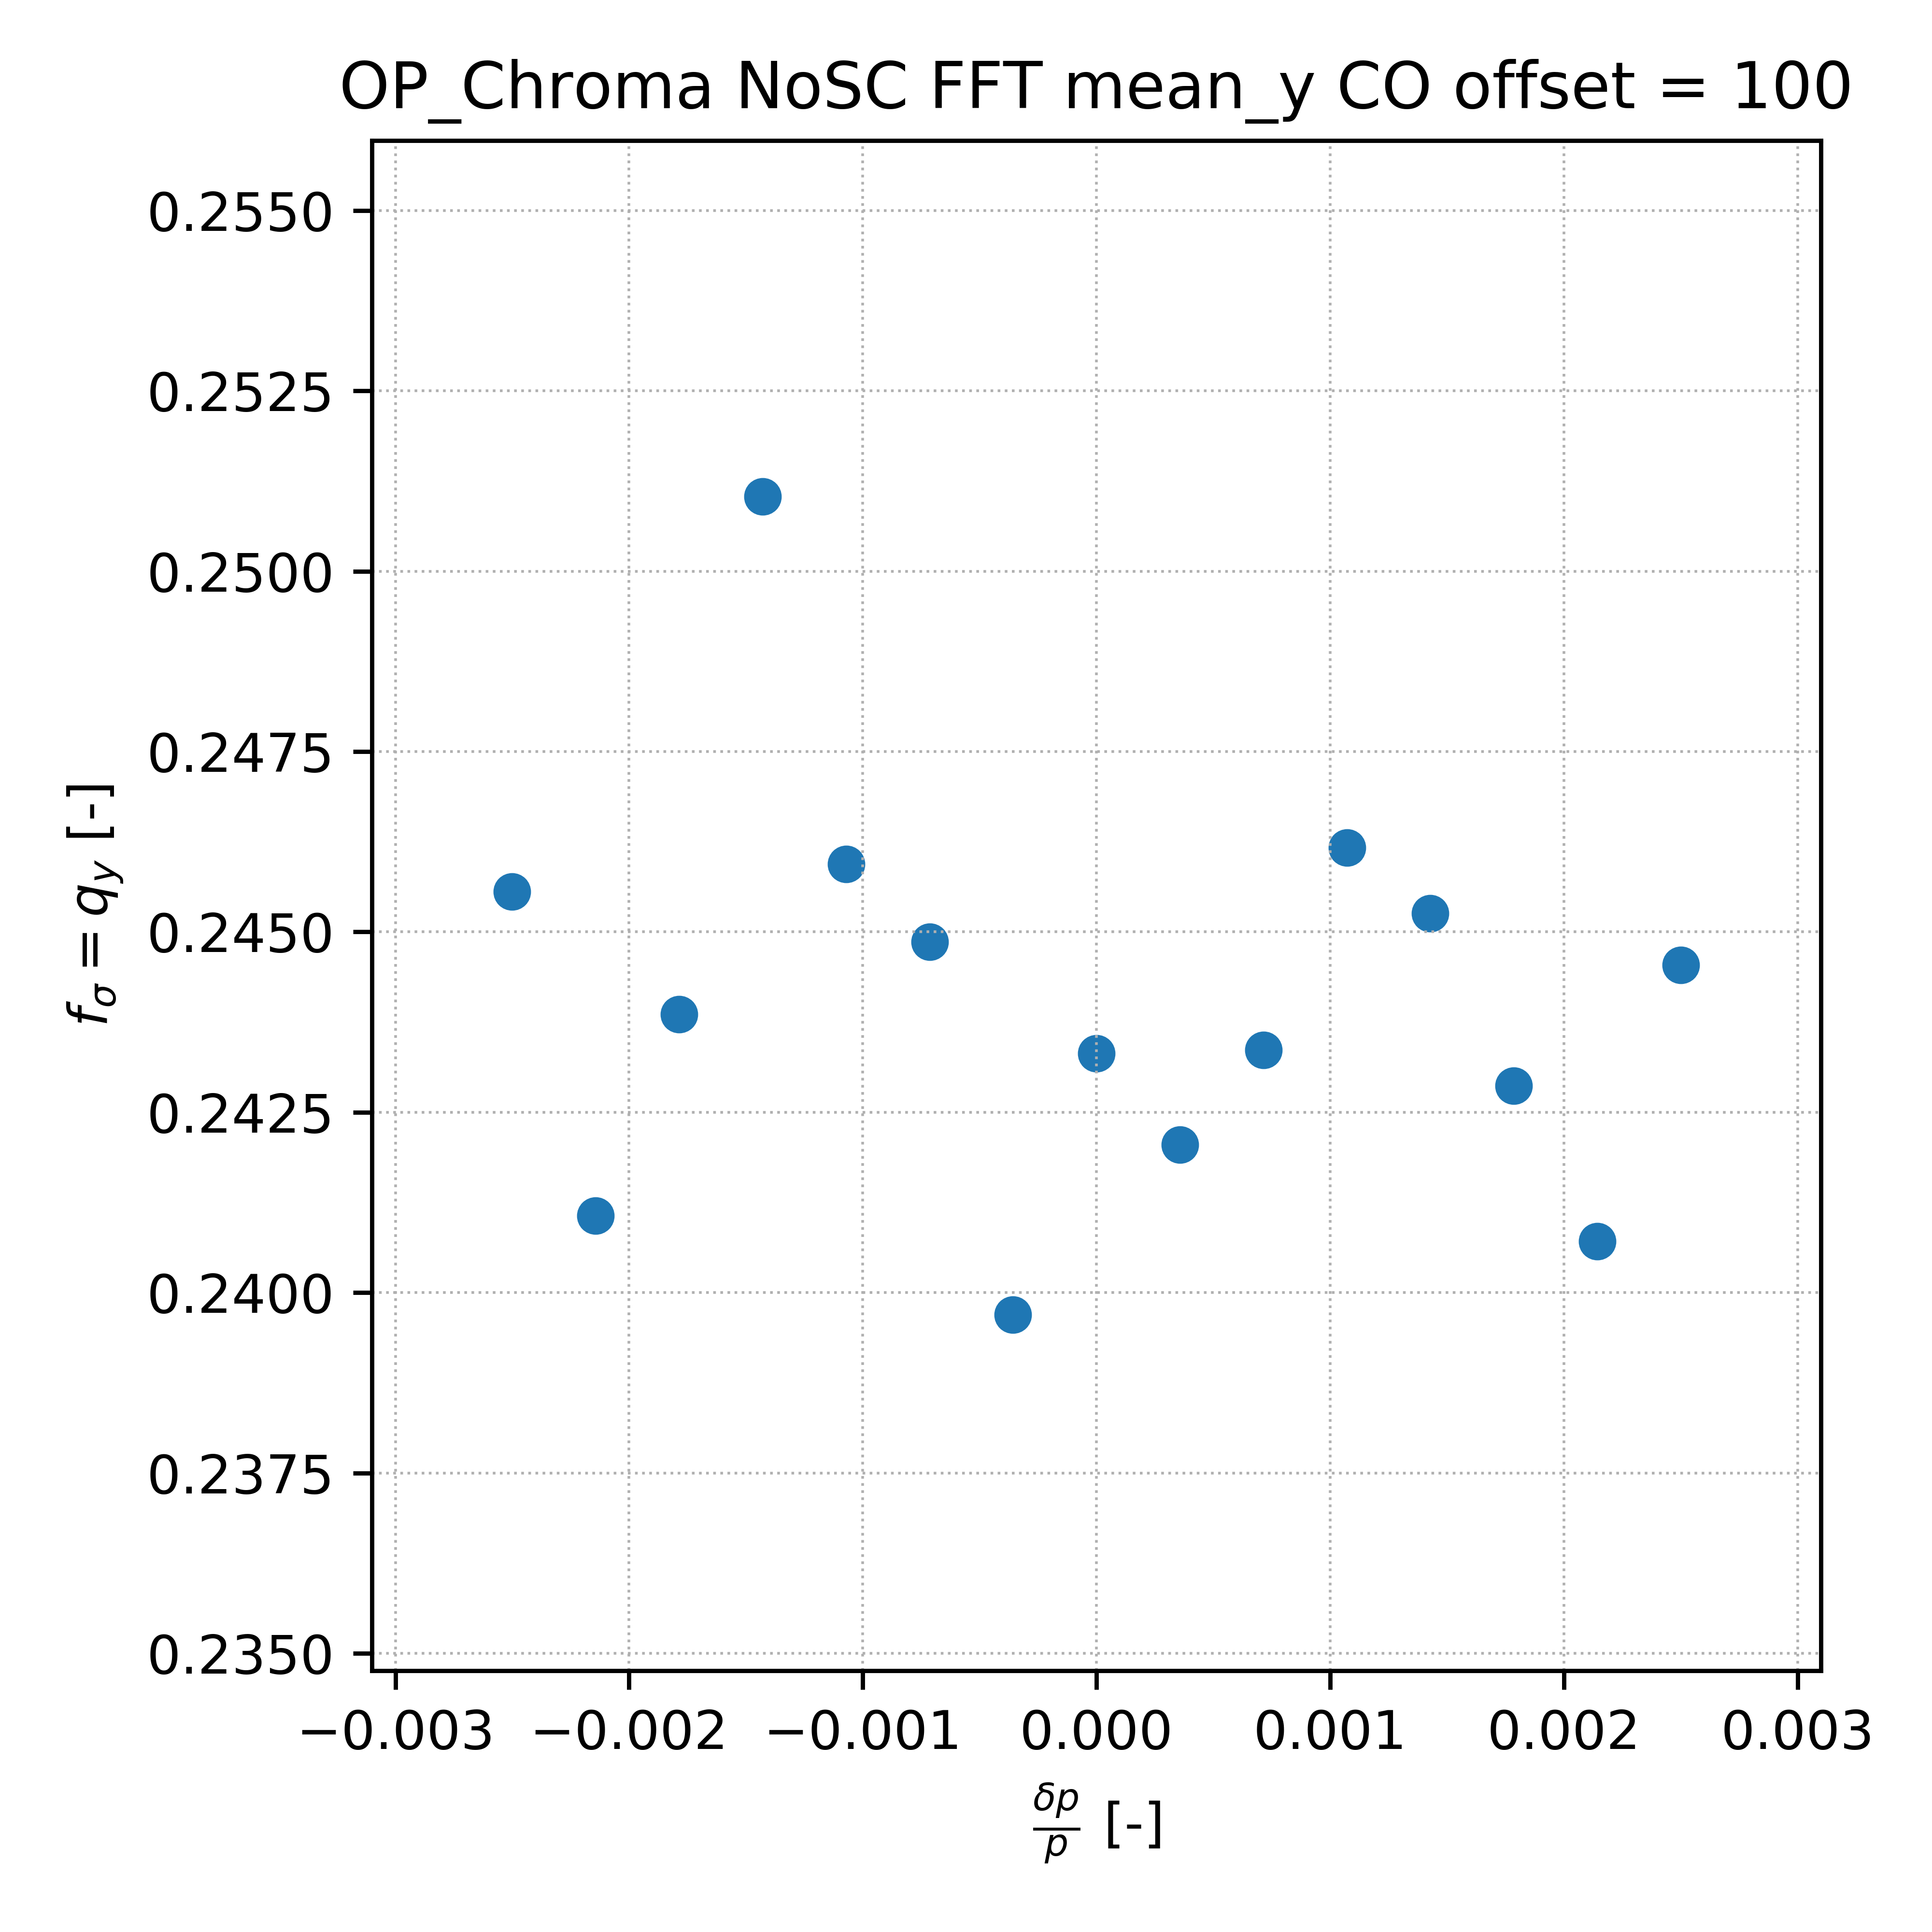 OP_Chroma NoSC FFT mean_y CO offset = 100
0.2550
0.2525
0.2500
0.2475
0.2450
0.2425
0.2400
0.2375
0.2350
f_σ = q_y [-]
−0.003 −0.002 −0.001 0.000 0.001 0.002 0.003
δp/p [-]